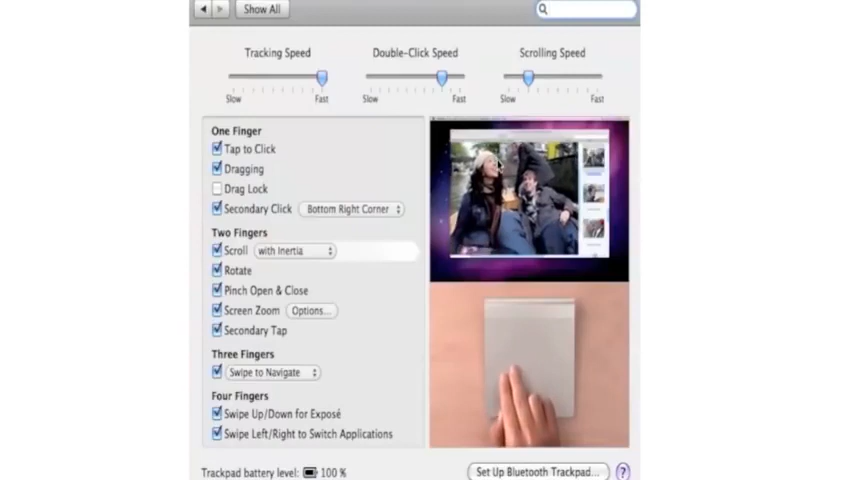 Show All
Tracking Speed Double-Click Speed Scrolling Speed
Slow Fast Slow Fast Slow Fast
One Finger
Tap to Click
Dragging
Drag Lock
Secondary Click Bottom Right Corner
Two Fingers
Scroll with Inertia
Rotate
Pinch Open & Close
Screen Zoom Options...
Secondary Tap
Three Fingers
Swipe to Navigate
Four Fingers
Swipe Up/Down for Exposé
Swipe Left/Right to Switch Applications
Trackpad battery level: 100 % Set Up Bluetooth Trackpad... ?